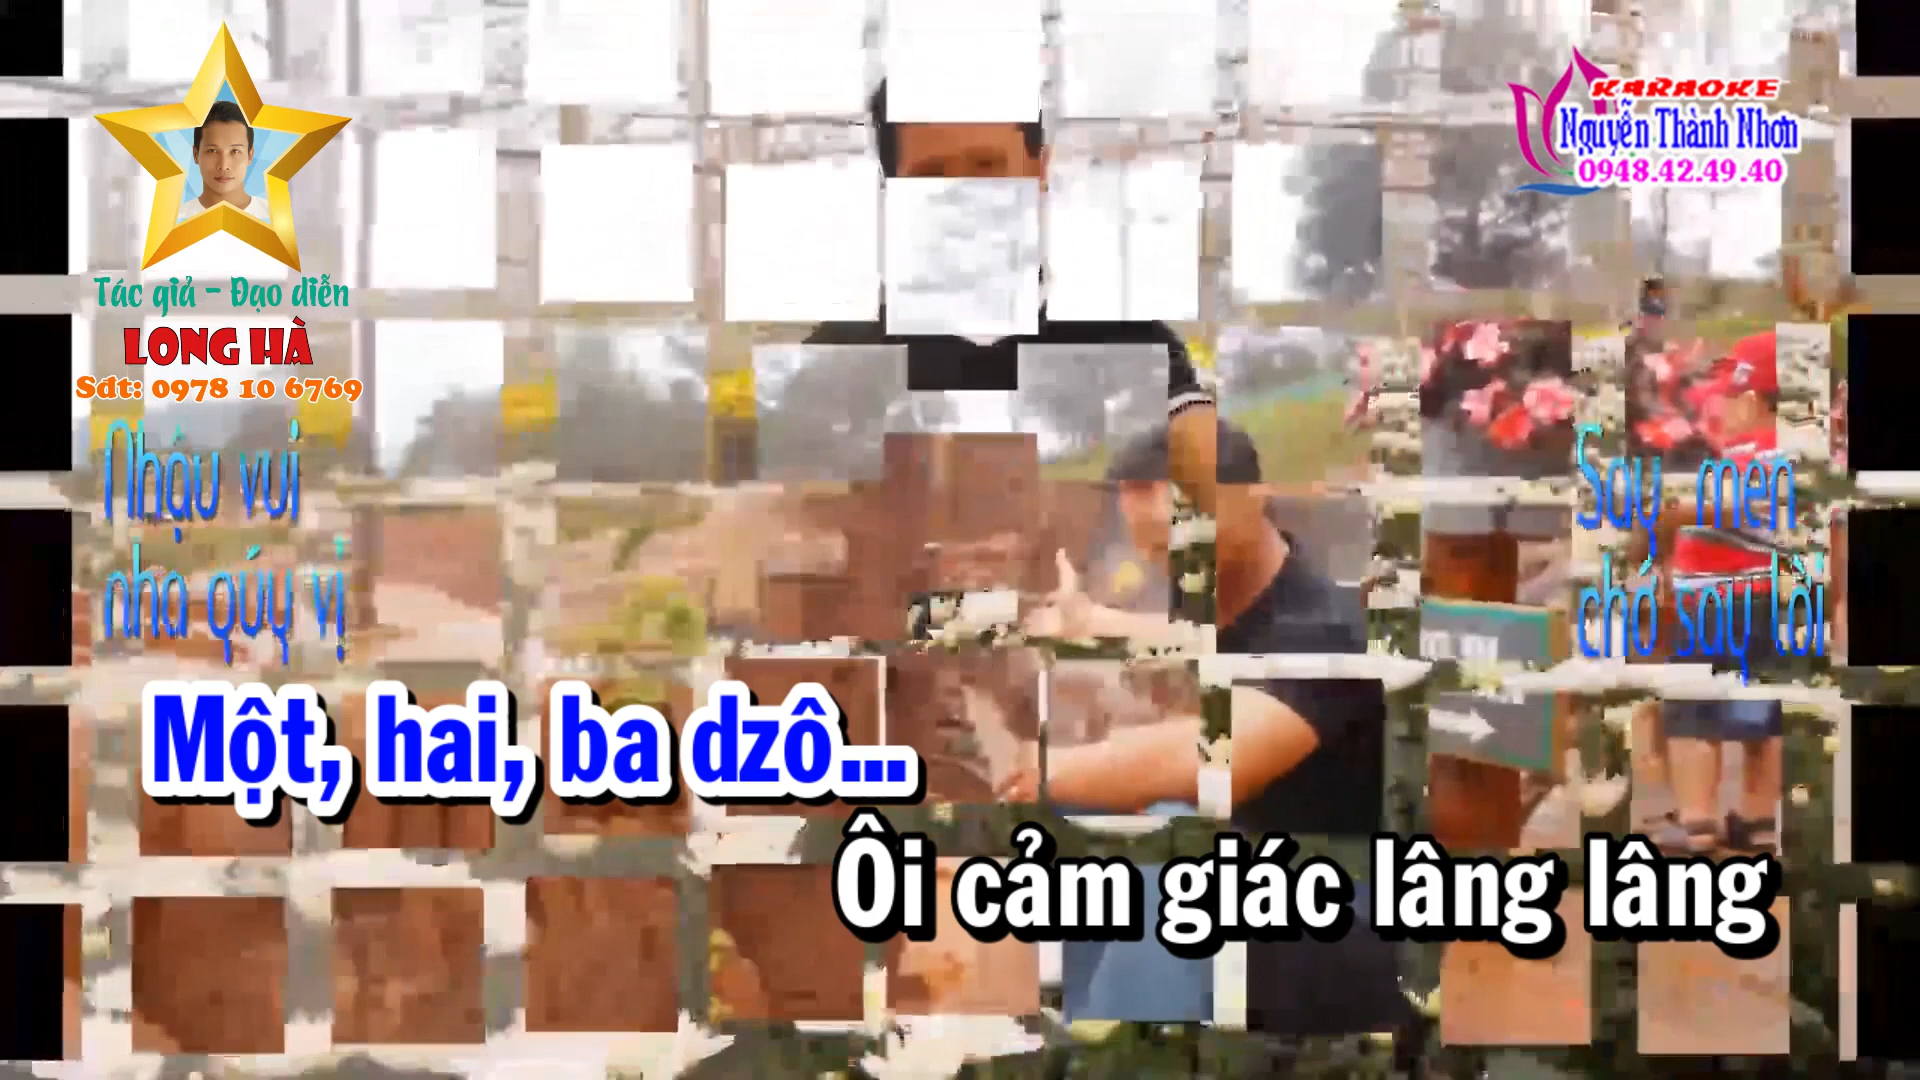 KARAOKE
Nguyễn Thành Nhơn
0948.42.49.40
Tác giả - Đạo diễn
LONG HÀ
Sđt: 0978 10 6769
Nhậu vui
nha qúy vị
Say men
chớ say lồi
Một, hai, ba dzô...
Ôi cảm giác lâng lâng